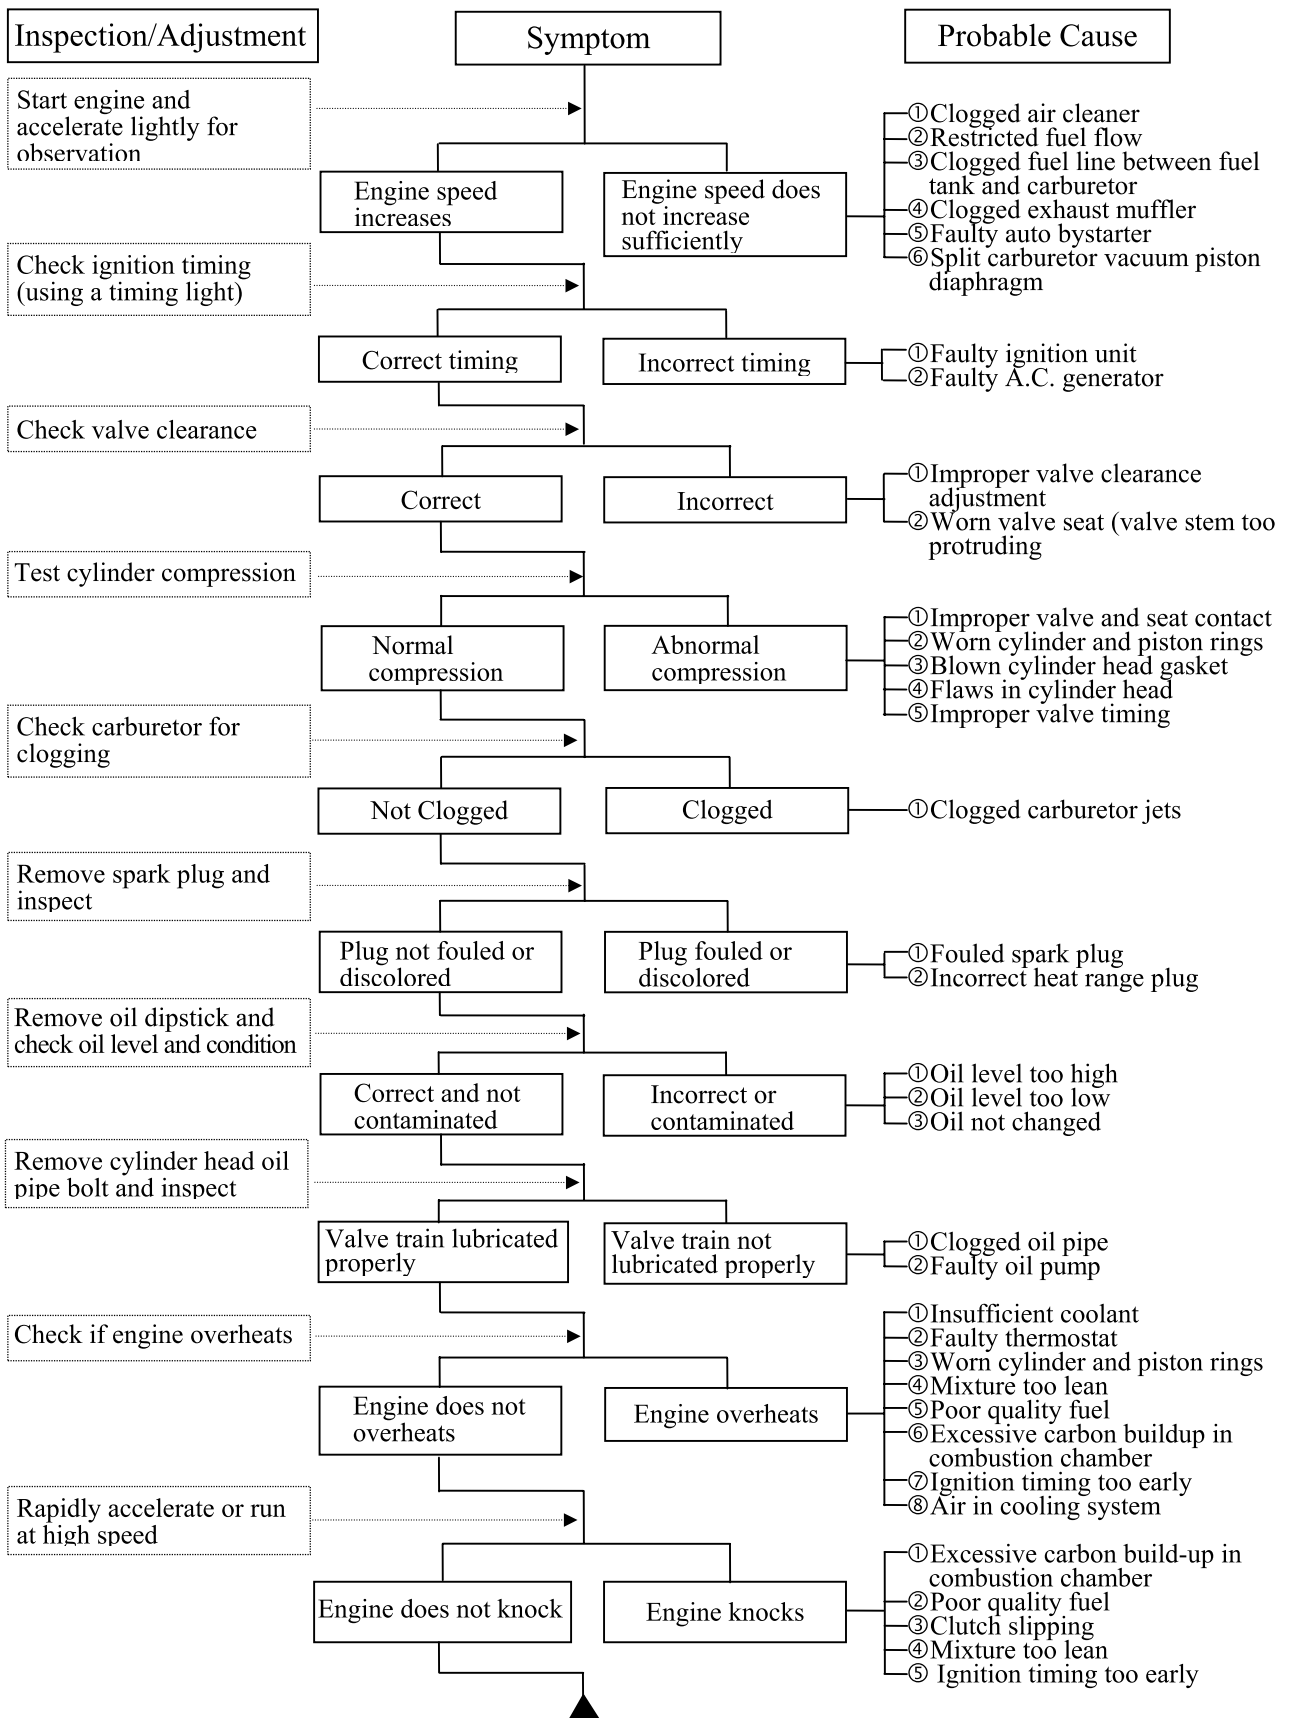 Inspection/Adjustment
Symptom
Probable Cause
Start engine and
accelerate lightly for
observation
Engine speed
increases
Engine speed does
not increase
sufficiently
①Clogged air cleaner
②Restricted fuel flow
③Clogged fuel line between fuel
tank and carburetor
④Clogged exhaust muffler
⑤Faulty auto bystarter
⑥Split carburetor vacuum piston
diaphragm
Check ignition timing
(using a timing light)
Correct timing
Incorrect timing
①Faulty ignition unit
②Faulty A.C. generator
Check valve clearance
Correct
Incorrect
①Improper valve clearance
adjustment
②Worn valve seat (valve stem too
protruding
Test cylinder compression
Normal
compression
Abnormal
compression
①Improper valve and seat contact
②Worn cylinder and piston rings
③Blown cylinder head gasket
④Flaws in cylinder head
⑤Improper valve timing
Check carburetor for
clogging
Not Clogged
Clogged
①Clogged carburetor jets
Remove spark plug and
inspect
Plug not fouled or
discolored
Plug fouled or
discolored
①Fouled spark plug
②Incorrect heat range plug
Remove oil dipstick and
check oil level and condition
Correct and not
contaminated
Incorrect or
contaminated
①Oil level too high
②Oil level too low
③Oil not changed
Remove cylinder head oil
pipe bolt and inspect
Valve train lubricated
properly
Valve train not
lubricated properly
①Clogged oil pipe
②Faulty oil pump
Check if engine overheats
Engine does not
overheats
Engine overheats
①Insufficient coolant
②Faulty thermostat
③Worn cylinder and piston rings
④Mixture too lean
⑤Poor quality fuel
⑥Excessive carbon buildup in
combustion chamber
⑦Ignition timing too early
⑧Air in cooling system
Rapidly accelerate or run
at high speed
Engine does not knock
Engine knocks
①Excessive carbon build-up in
combustion chamber
②Poor quality fuel
③Clutch slipping
④Mixture too lean
⑤ Ignition timing too early